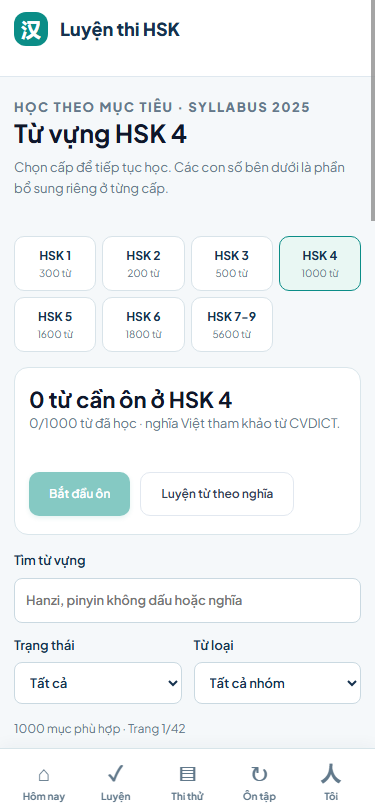 汉 Luyện thi HSK
HỌC THEO MỤC TIÊU · SYLLABUS 2025
Từ vựng HSK 4
Chọn cấp để tiếp tục học. Các con số bên dưới là phần
bổ sung riêng ở từng cấp.
HSK 1 HSK 2 HSK 3 HSK 4
300 từ 200 từ 500 từ 1000 từ
HSK 5 HSK 6 HSK 7–9
1600 từ 1800 từ 5600 từ
0 từ cần ôn ở HSK 4
0/1000 từ đã học · nghĩa Việt tham khảo từ CVDICT.
Bắt đầu ôn Luyện từ theo nghĩa
Tìm từ vựng
Hanzi, pinyin không dấu hoặc nghĩa
Trạng thái Từ loại
Tất cả Tất cả nhóm
1000 mục phù hợp · Trang 1/42
人
Hôm nay Luyện Thi thử Ôn tập Tôi